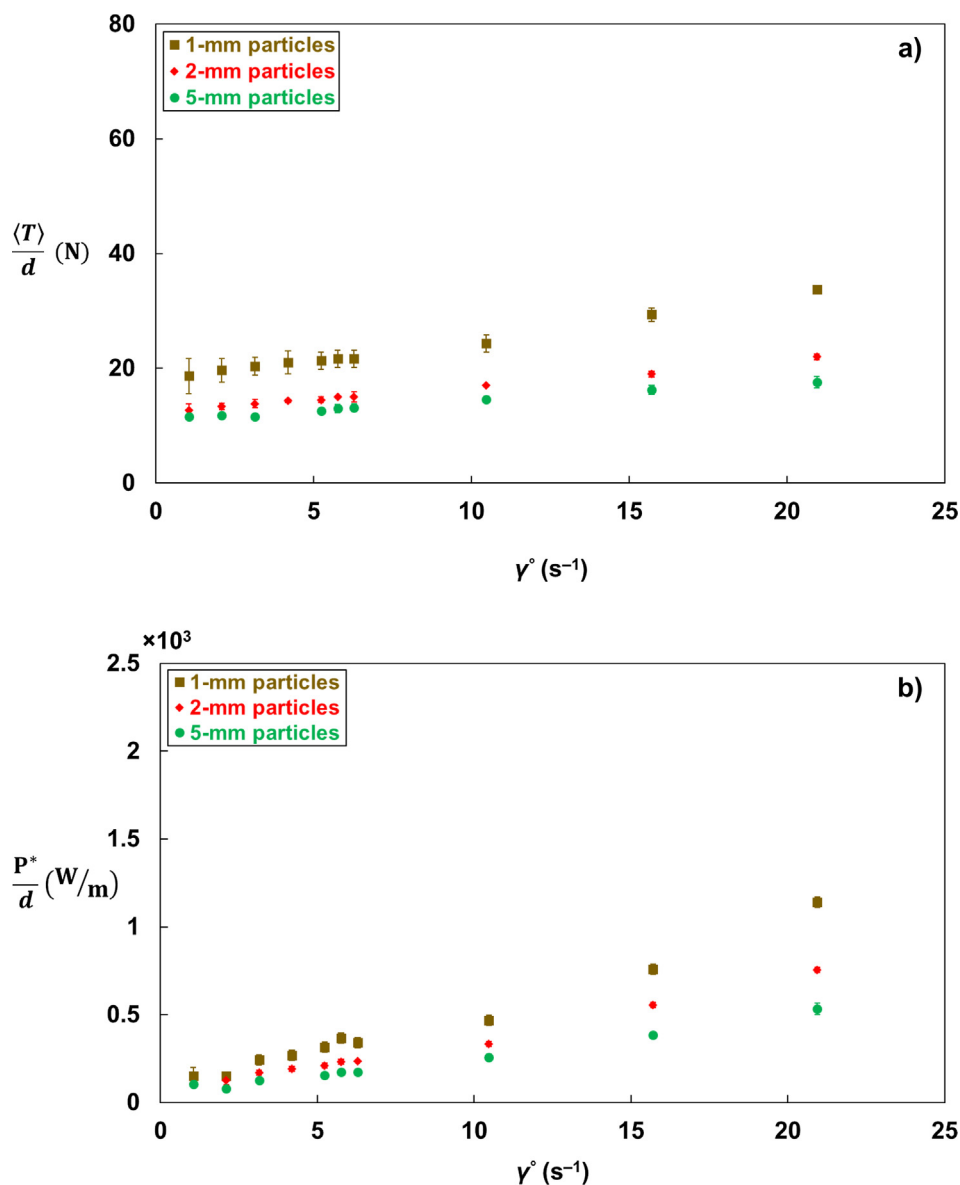 a)
1-mm particles
2-mm particles
5-mm particles
80
60
40
20
0
⟨T⟩/d (N)
0 5 10 15 20 25
γ° (s⁻¹)
×10³
b)
1-mm particles
2-mm particles
5-mm particles
2.5
2
1.5
1
0.5
0
P*/d (W/m)
0 5 10 15 20 25
γ° (s⁻¹)